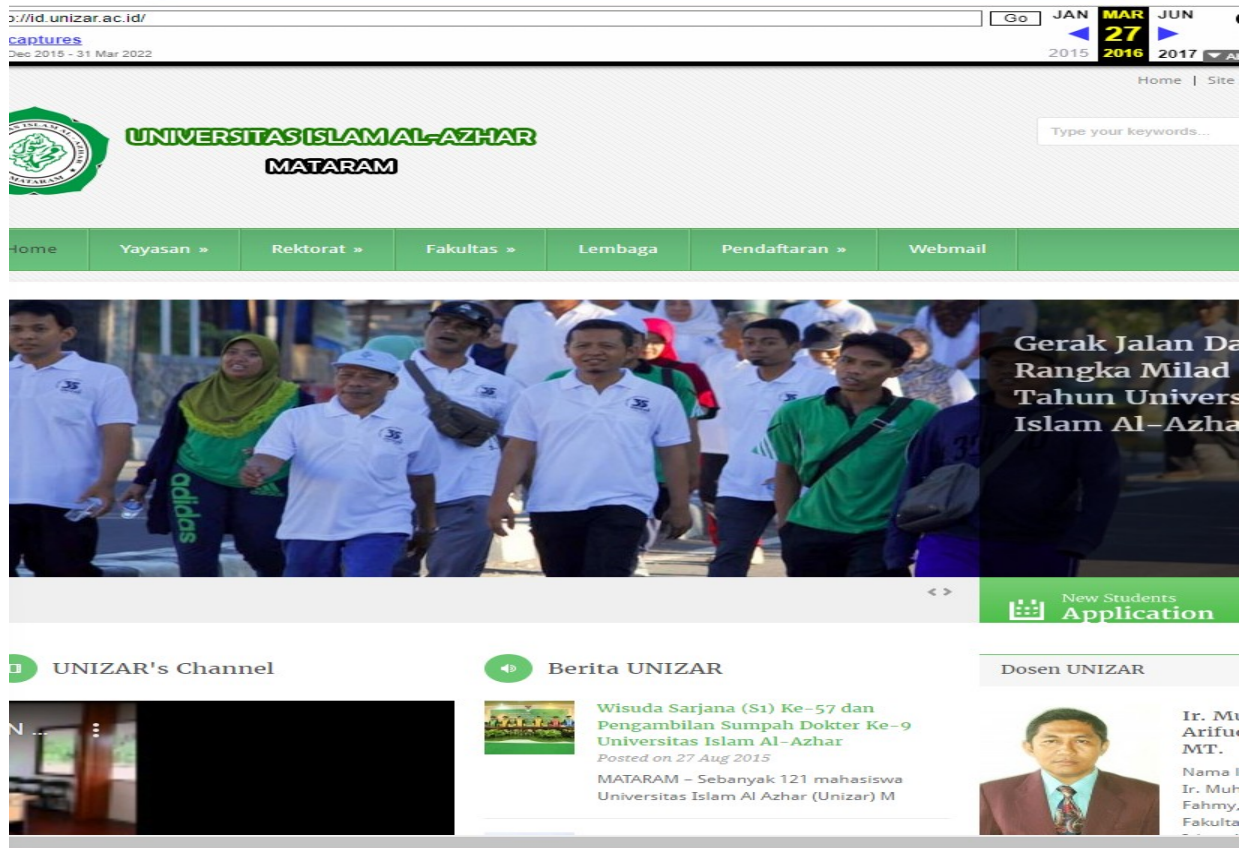 o://id.unizar.ac.id/
Go
JAN MAR JUN
captures
27
Dec 2015 - 31 Mar 2022
2015 2016 2017
Home | Site
UNIVERSITAS ISLAM AL-AZHAR
MATARAM
Type your keywords...
Home Yayasan » Rektorat » Fakultas » Lembaga Pendaftaran » Webmail
Gerak Jalan Da
Rangka Milad
Tahun Univers
Islam Al-Azha
35
adidas
New Students
Application
UNIZAR's Channel
Berita UNIZAR
Dosen UNIZAR
N ...
Wisuda Sarjana (S1) Ke-57 dan
Pengambilan Sumpah Dokter Ke-9
Universitas Islam Al-Azhar
Posted on 27 Aug 2015
MATARAM – Sebanyak 121 mahasiswa
Universitas Islam Al Azhar (Unizar) M
Ir. Mu
Arifu
MT.
Nama l
Ir. Muh
Fahmy,
Fakulta